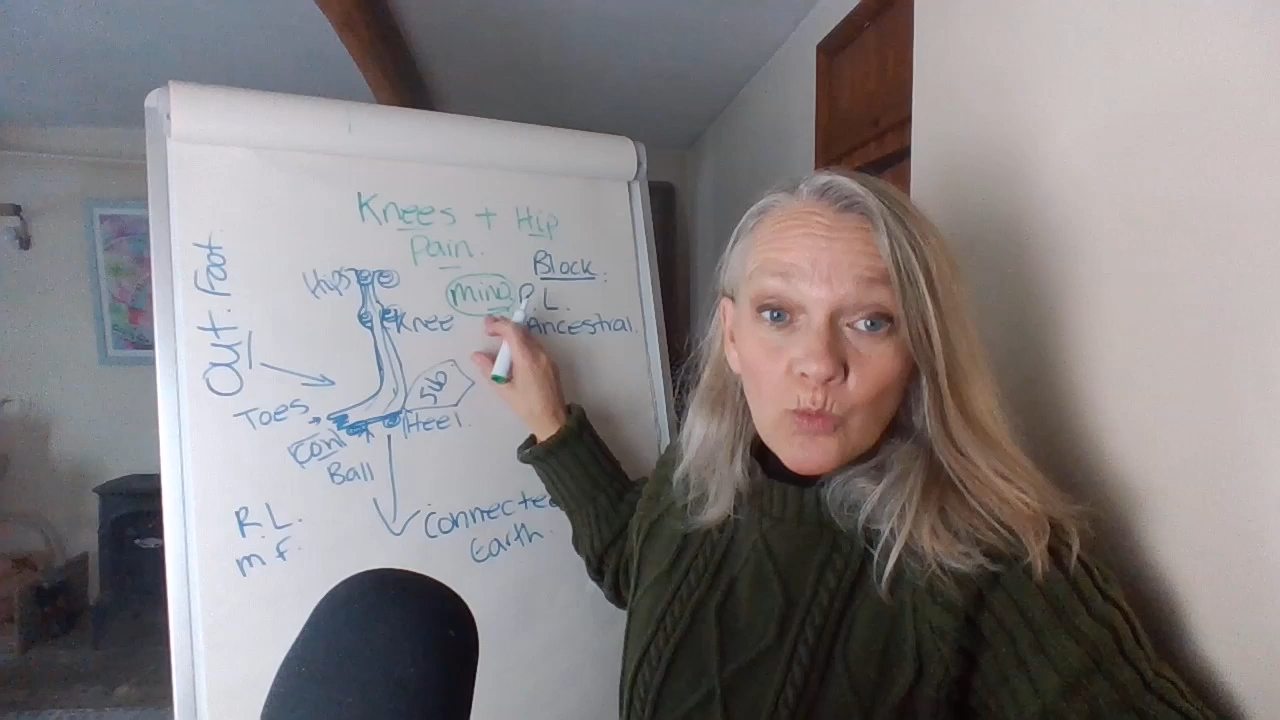 Knees + Hip
Pain.
Out. Foot
Hips
Block.
Mind
P.L.
Knee
Ancestral.
Toes
Heel.
Ball
Connected
Earth.
R.L.
m f.